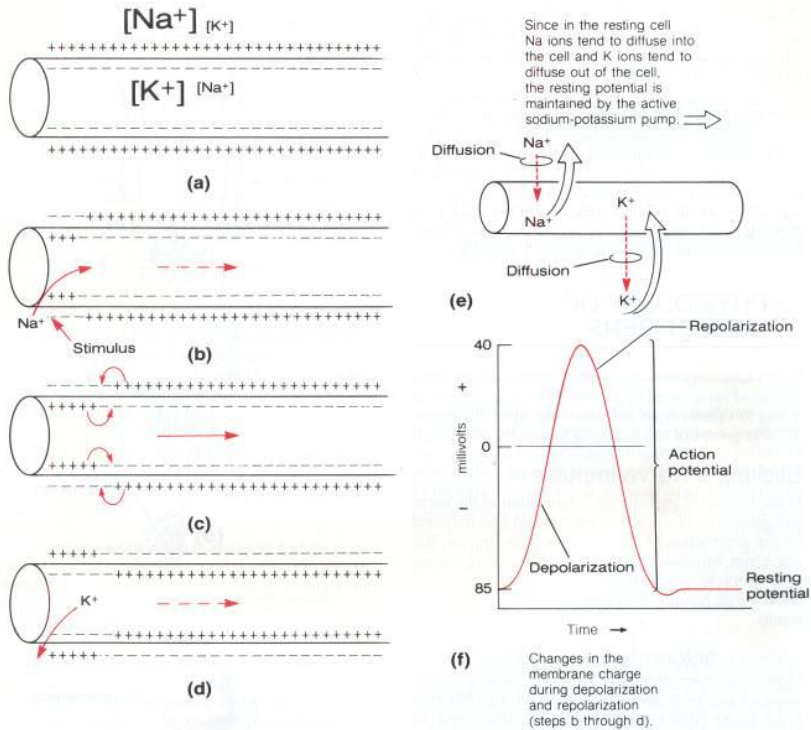 [Na+] [K+]
+++++++++++++++++++++++++++++++++++
[K+] [Na+]
+++++++++++++++++++++++++++++++++++
(a)
Na+
Stimulus
(b)
(c)
K+
(d)
Since in the resting cell
Na ions tend to diffuse into
the cell and K ions tend to
diffuse out of the cell,
the resting potential is
maintained by the active
sodium-potassium pump.
Na+
Diffusion
Na+
K+
Diffusion
K+
(e)
Repolarization
40
+
0
millivolts
−
85
Action
potential
Depolarization
Resting
potential
Time →
(f)
Changes in the
membrane charge
during depolarization
and repolarization
(steps b through d).